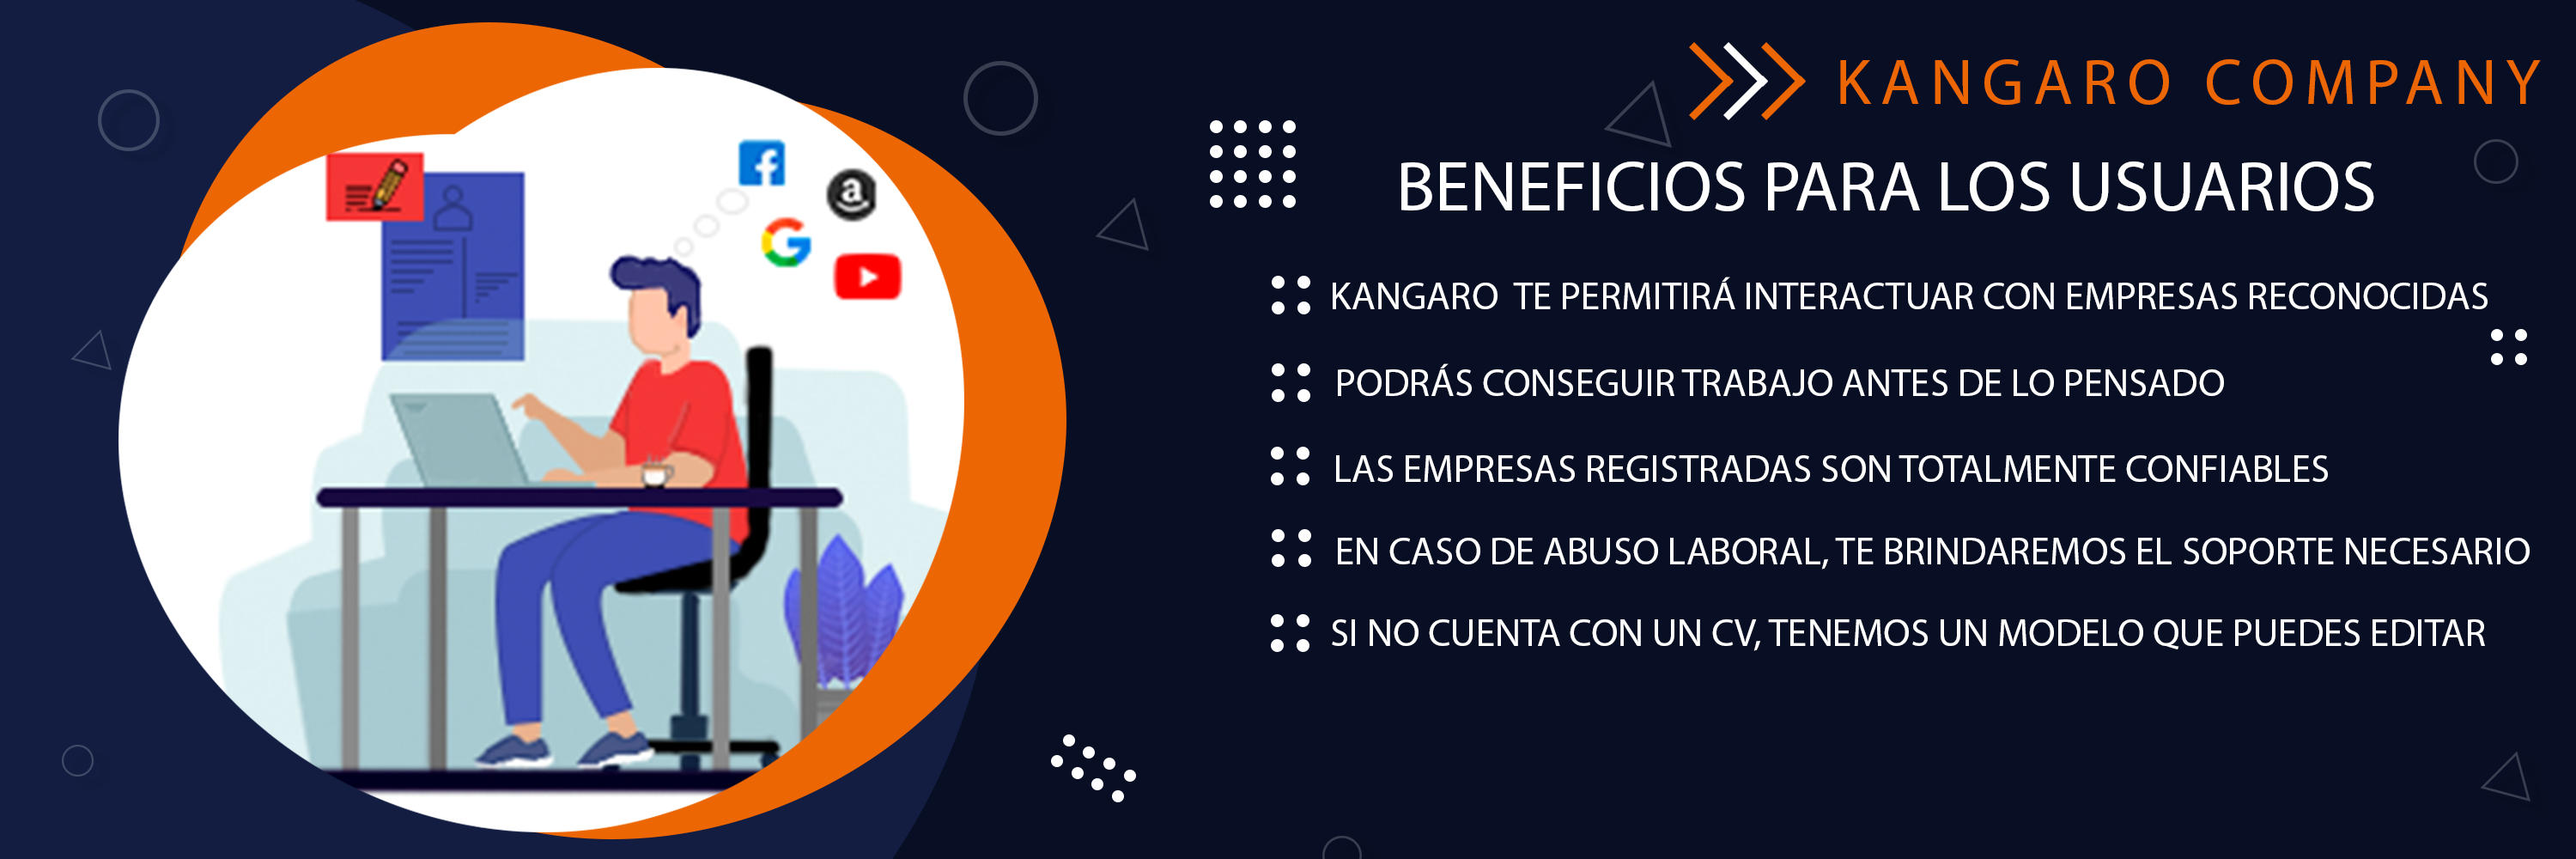 KANGARO COMPANY
BENEFICIOS PARA LOS USUARIOS
KANGARO TE PERMITIRÁ INTERACTUAR CON EMPRESAS RECONOCIDAS
PODRÁS CONSEGUIR TRABAJO ANTES DE LO PENSADO
LAS EMPRESAS REGISTRADAS SON TOTALMENTE CONFIABLES
EN CASO DE ABUSO LABORAL, TE BRINDAREMOS EL SOPORTE NECESARIO
SI NO CUENTA CON UN CV, TENEMOS UN MODELO QUE PUEDES EDITAR